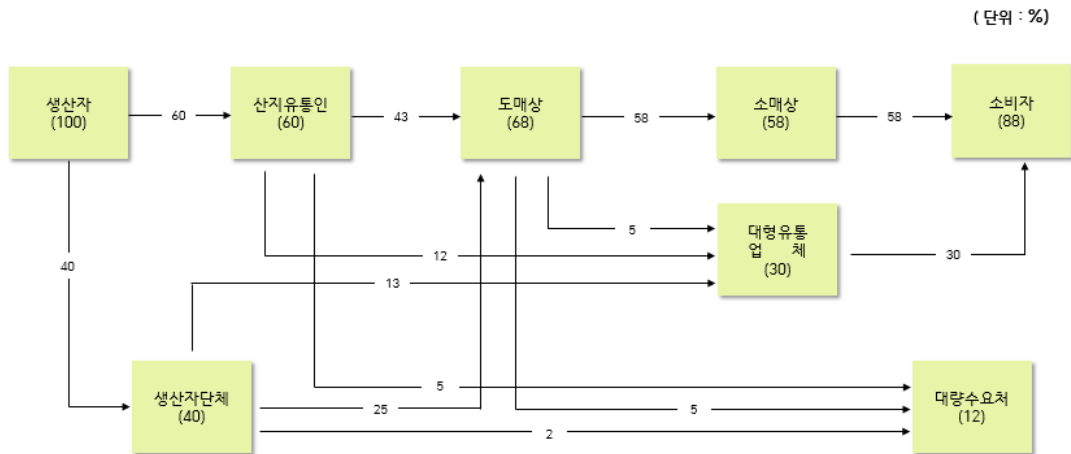 ( 단위 : %)
생산자
(100)
60
산지유통인
(60)
43
도매상
(68)
58
소매상
(58)
58
소비자
(88)
5
대형유통
업 체
(30)
30
12
13
40
생산자단체
(40)
5
25
5
2
대량수요처
(12)